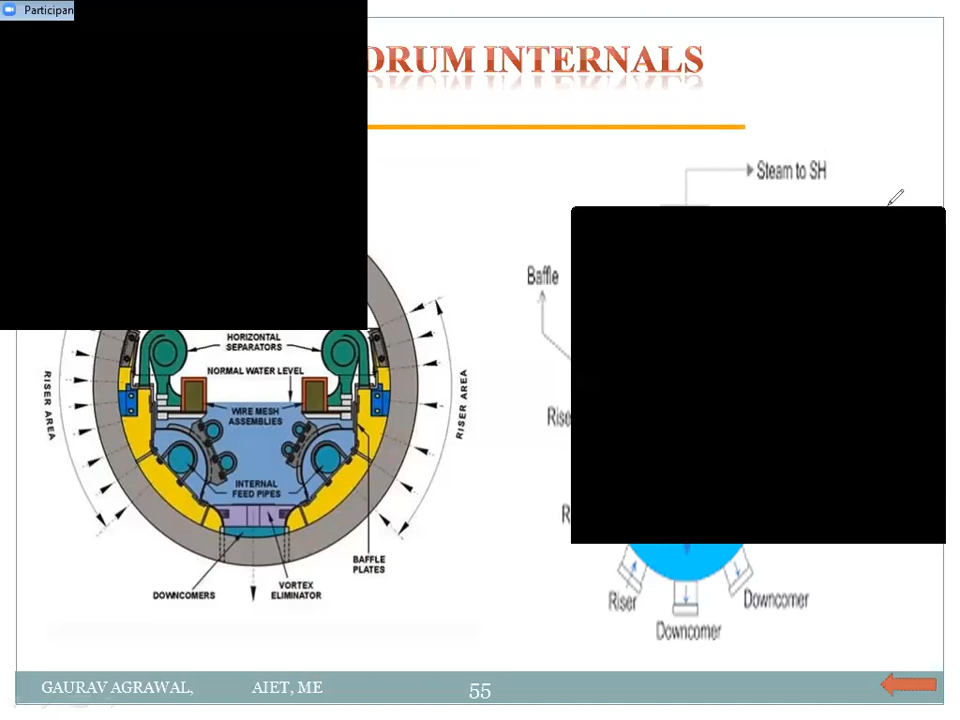 Participan
DRUM INTERNALS
Steam to SH
Baffle
HORIZONTAL
SEPARATORS
NORMAL WATER LEVEL
RISER AREA
RISER AREA
WIRE MESH
ASSEMBLIES
Rise
INTERNAL
FEED PIPES
R
BAFFLE
PLATES
DOWNCOMERS
VORTEX
ELIMINATOR
Riser
Downcomer
Downcomer
GAURAV AGRAWAL, AIET, ME
55